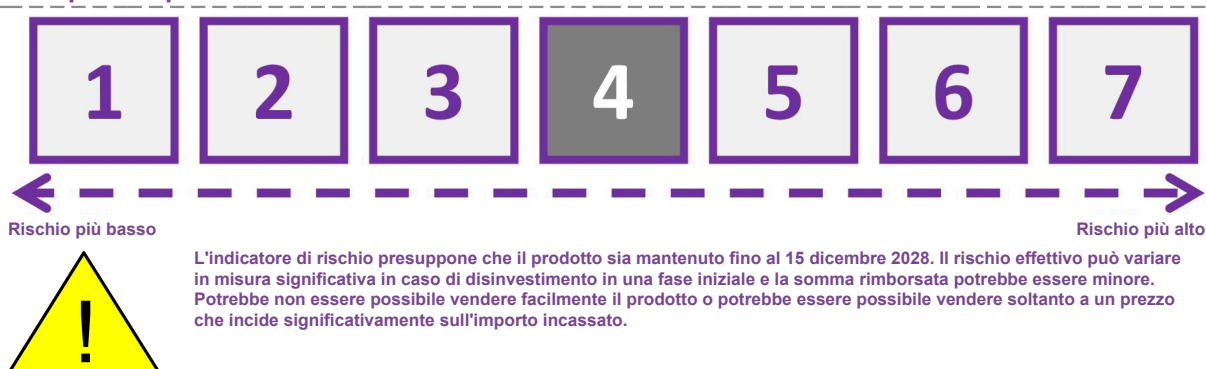 1 2 3 4 5 6 7
Rischio più basso Rischio più alto
L'indicatore di rischio presuppone che il prodotto sia mantenuto fino al 15 dicembre 2028. Il rischio effettivo può variare
in misura significativa in caso di disinvestimento in una fase iniziale e la somma rimborsata potrebbe essere minore.
Potrebbe non essere possibile vendere facilmente il prodotto o potrebbe essere possibile vendere soltanto a un prezzo
che incide significativamente sull'importo incassato.
!